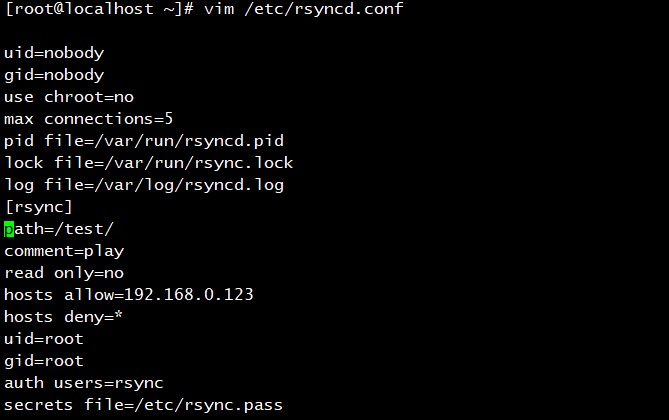 [root@localhost ~]# vim /etc/rsyncd.conf
uid=nobody
gid=nobody
use chroot=no
max connections=5
pid file=/var/run/rsyncd.pid
lock file=/var/run/rsync.lock
log file=/var/log/rsyncd.log
[rsync]
path=/test/
comment=play
read only=no
hosts allow=192.168.0.123
hosts deny=*
uid=root
gid=root
auth users=rsync
secrets file=/etc/rsync.pass